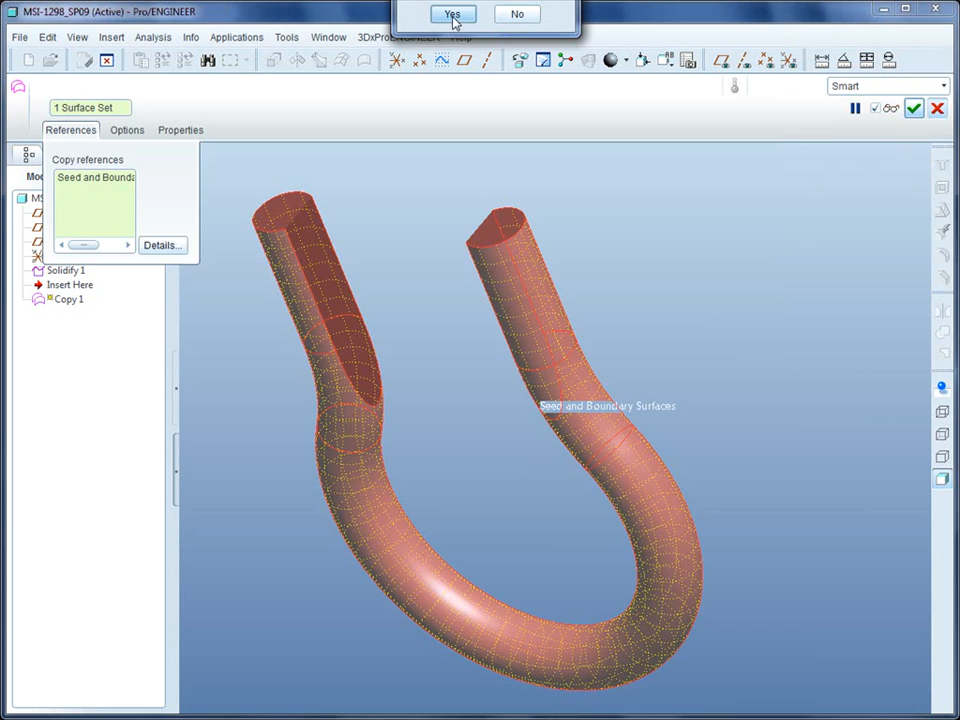 MSI-1298_SP09 (Active) - Pro/ENGINEER
Yes
No
File Edit View Insert Analysis Info Applications Tools Window 3DxProENGINEER Help
Smart
1 Surface Set
References Options Properties
Copy references
Seed and Bounda
Details...
Solidify 1
Insert Here
Copy 1
Seed and Boundary Surfaces